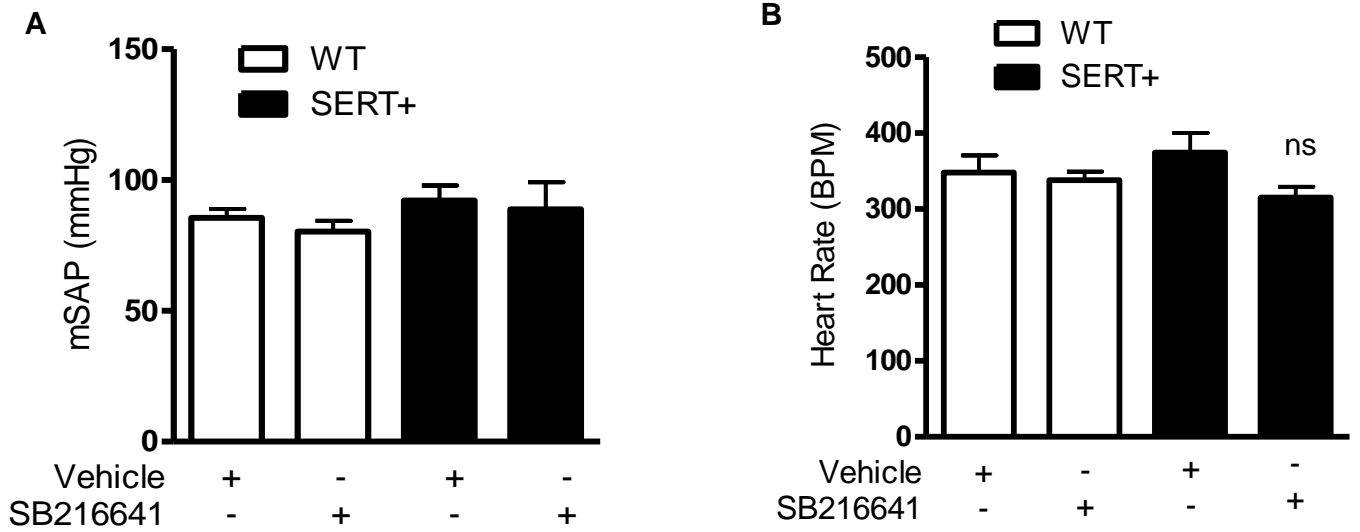 A
WT
SERT+
150
100
50
0
mSAP (mmHg)
Vehicle + - + -
SB216641 - + - +
B
WT
SERT+
500
400
300
200
100
0
Heart Rate (BPM)
ns
Vehicle + - + -
SB216641 - + - +